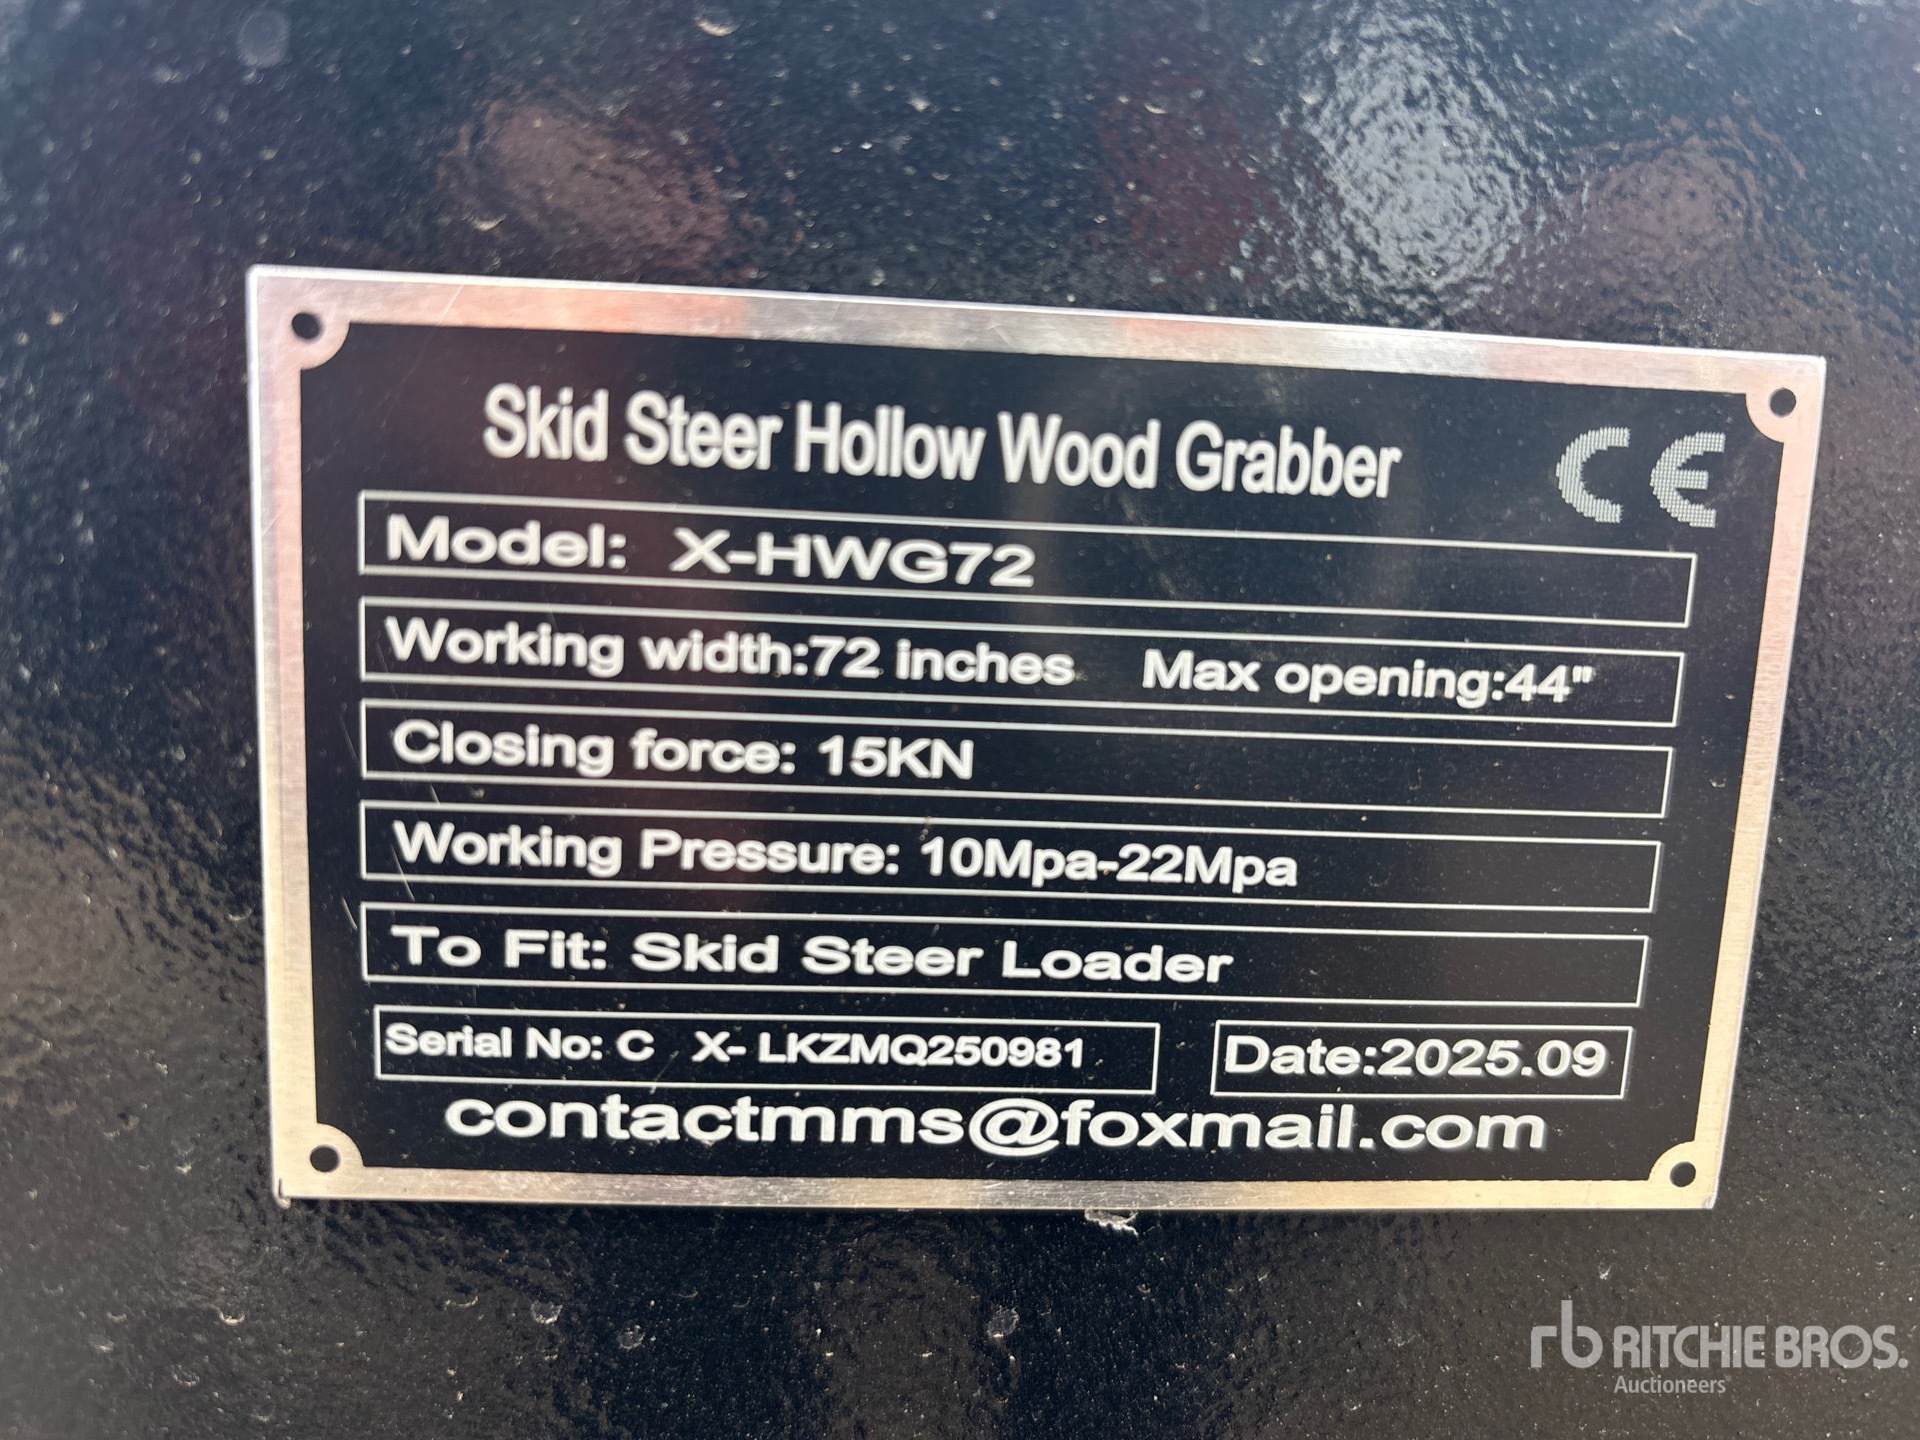 Skid Steer Hollow Wood Grabber
CE
Model: X-HWG72
Working width:72 inches Max opening:44"
Closing force: 15KN
Working Pressure: 10Mpa-22Mpa
To Fit: Skid Steer Loader
Serial No: C X- LKZMQ250981 Date:2025.09
contactmms@foxmail.com
rb RITCHIE BROS.
Auctioneers